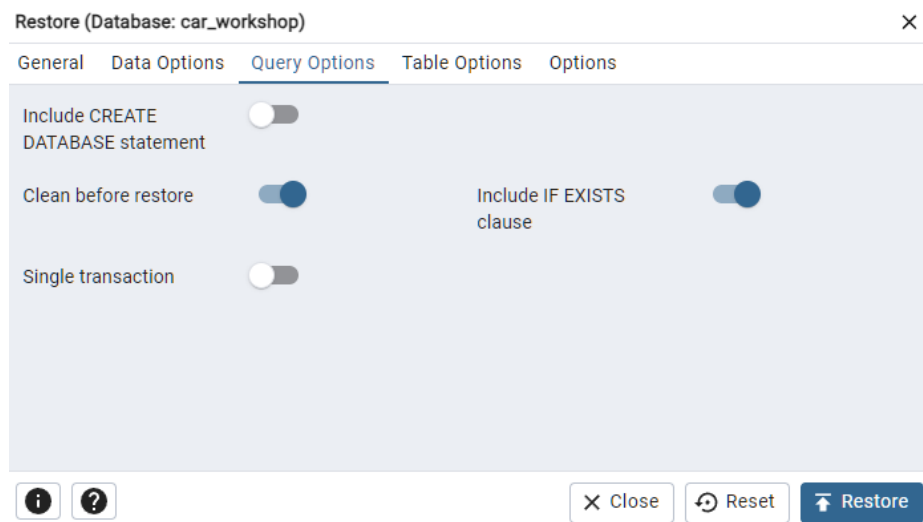 Restore (Database: car_workshop)
General Data Options Query Options Table Options Options
Include CREATE
DATABASE statement
Clean before restore
Include IF EXISTS
clause
Single transaction
Close Reset Restore